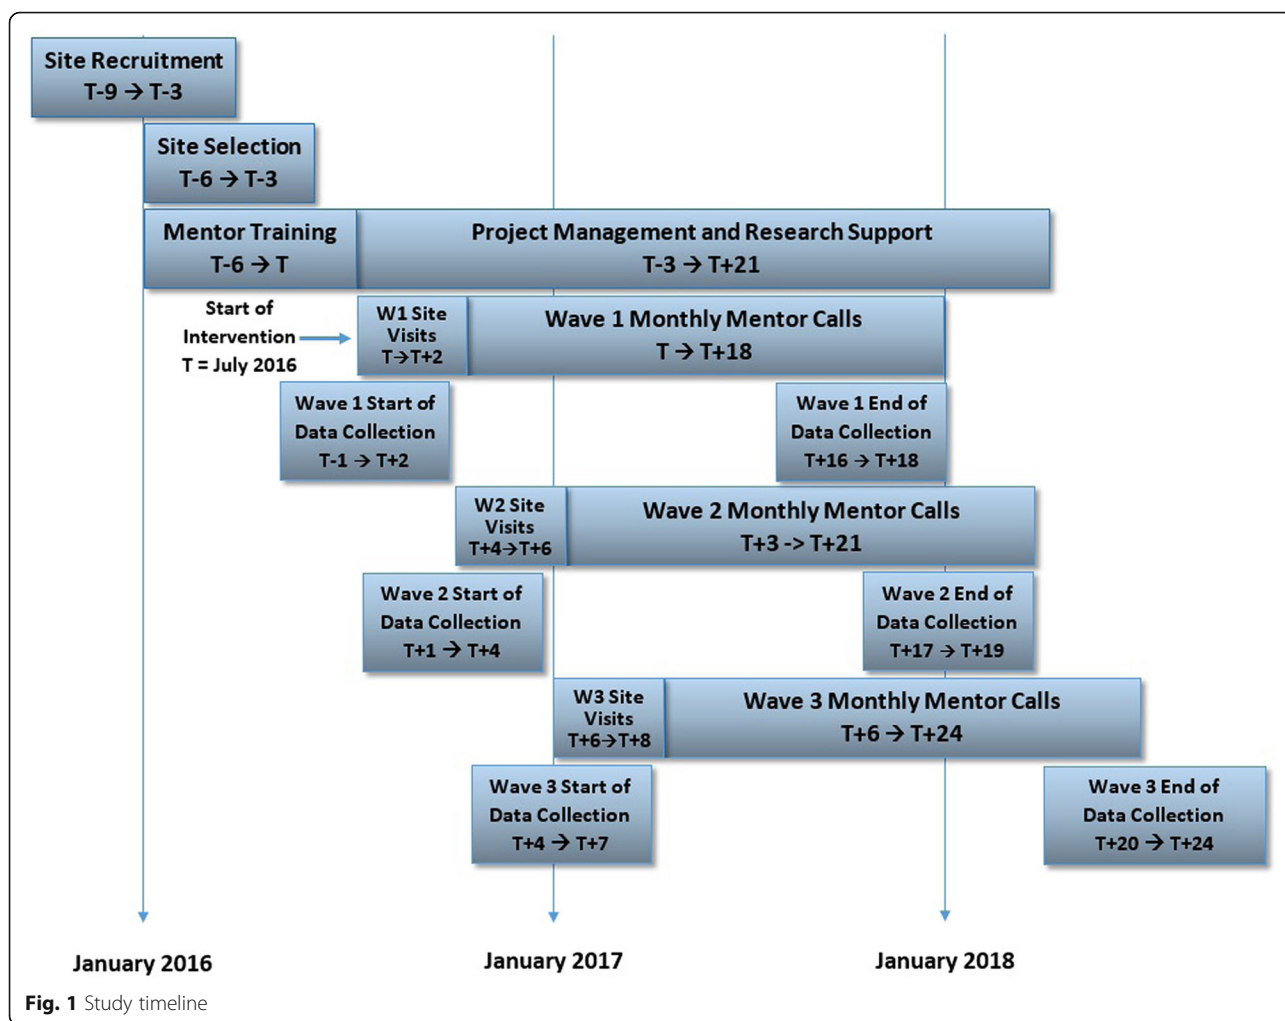 Site Recruitment
T-9 → T-3
Site Selection
T-6 → T-3
Mentor Training
T-6 → T
Project Management and Research Support
T-3 → T+21
Start of
Intervention
T = July 2016
W1 Site
Visits
T→T+2
Wave 1 Monthly Mentor Calls
T → T+18
Wave 1 Start of
Data Collection
T-1 → T+2
Wave 1 End of
Data Collection
T+16 → T+18
W2 Site
Visits
T+4→T+6
Wave 2 Monthly Mentor Calls
T+3 -> T+21
Wave 2 Start of
Data Collection
T+1 → T+4
Wave 2 End of
Data Collection
T+17 → T+19
W3 Site
Visits
T+6→T+8
Wave 3 Monthly Mentor Calls
T+6 → T+24
Wave 3 Start of
Data Collection
T+4 → T+7
Wave 3 End of
Data Collection
T+20 → T+24
January 2016
January 2017
January 2018
Fig. 1 Study timeline